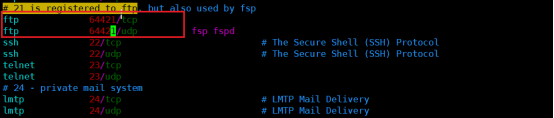 # 21 is registered to ftp, but also used by fsp
ftp 64421/tcp
ftp 64421/udp fsp fspd
ssh 22/tcp # The Secure Shell (SSH) Protocol
ssh 22/udp # The Secure Shell (SSH) Protocol
telnet 23/tcp
telnet 23/udp
# 24 - private mail system
lmtp 24/tcp # LMTP Mail Delivery
lmtp 24/udp # LMTP Mail Delivery